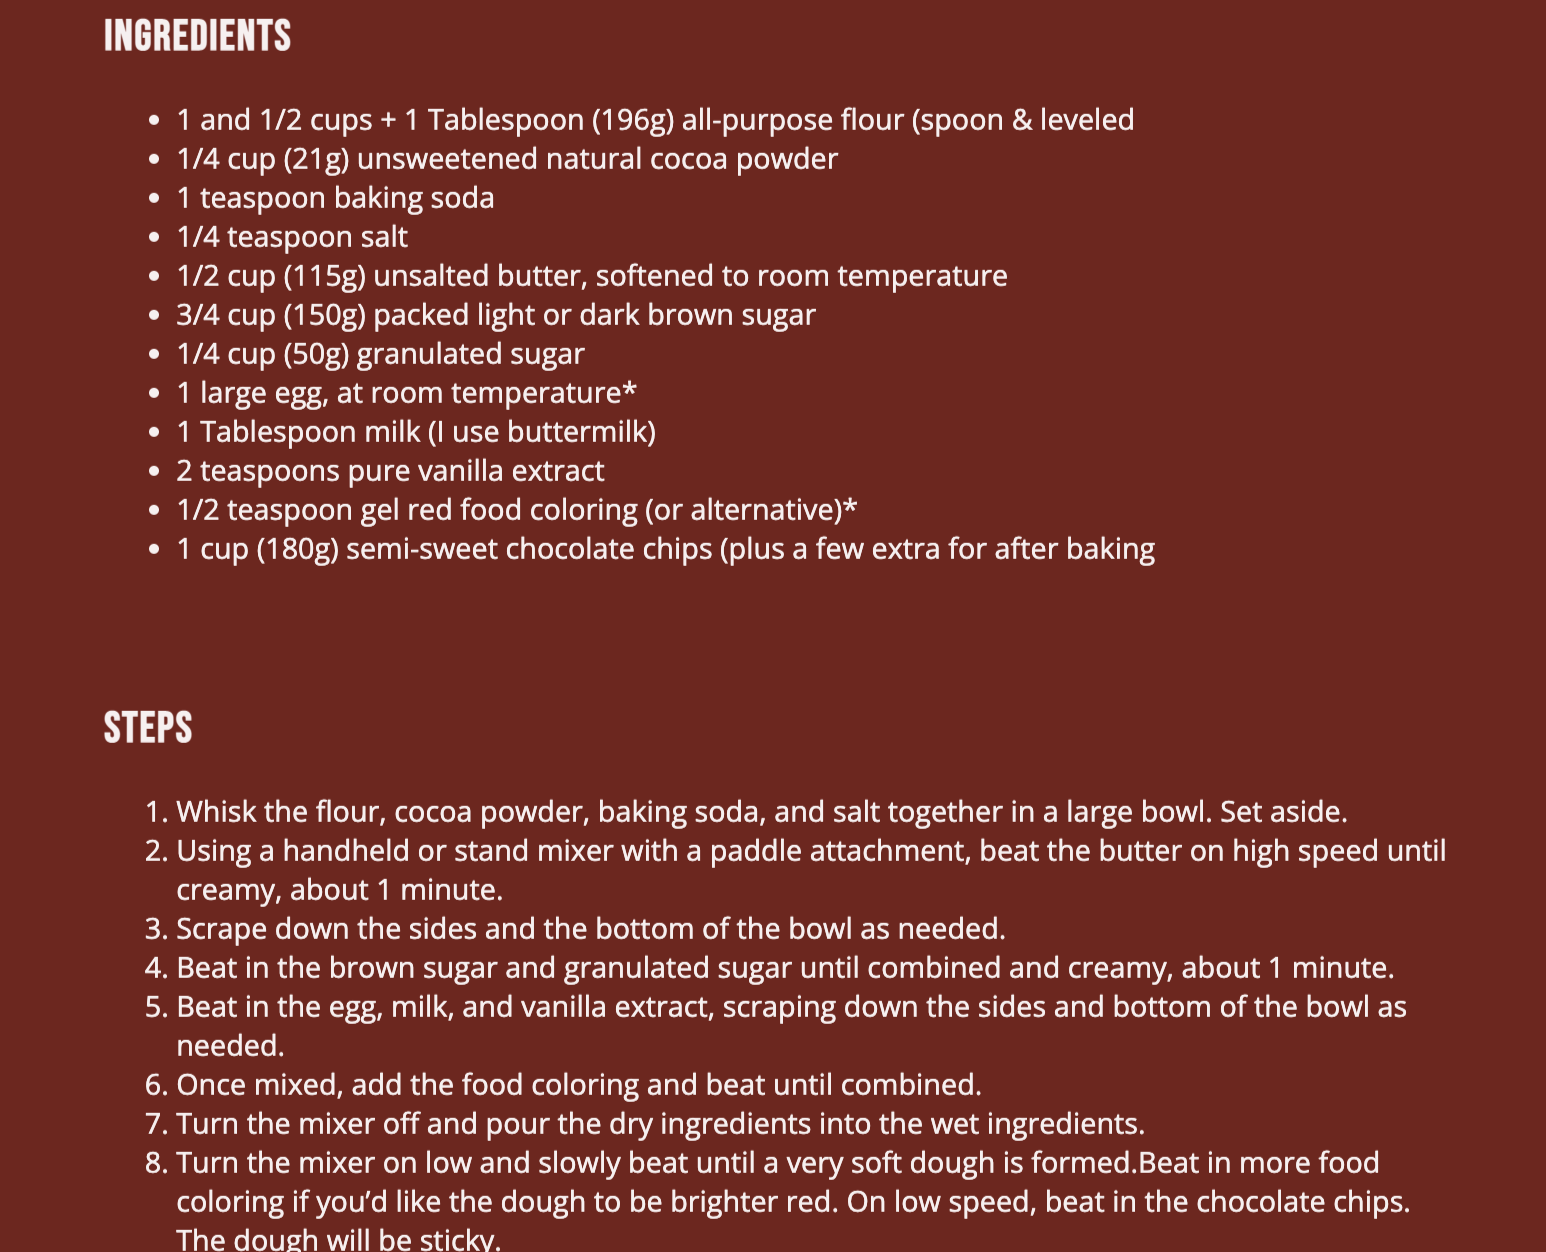 INGREDIENTS
• 1 and 1/2 cups + 1 Tablespoon (196g) all-purpose flour (spoon & leveled
• 1/4 cup (21g) unsweetened natural cocoa powder
• 1 teaspoon baking soda
• 1/4 teaspoon salt
• 1/2 cup (115g) unsalted butter, softened to room temperature
• 3/4 cup (150g) packed light or dark brown sugar
• 1/4 cup (50g) granulated sugar
• 1 large egg, at room temperature*
• 1 Tablespoon milk (I use buttermilk)
• 2 teaspoons pure vanilla extract
• 1/2 teaspoon gel red food coloring (or alternative)*
• 1 cup (180g) semi-sweet chocolate chips (plus a few extra for after baking
STEPS
1. Whisk the flour, cocoa powder, baking soda, and salt together in a large bowl. Set aside.
2. Using a handheld or stand mixer with a paddle attachment, beat the butter on high speed until
creamy, about 1 minute.
3. Scrape down the sides and the bottom of the bowl as needed.
4. Beat in the brown sugar and granulated sugar until combined and creamy, about 1 minute.
5. Beat in the egg, milk, and vanilla extract, scraping down the sides and bottom of the bowl as
needed.
6. Once mixed, add the food coloring and beat until combined.
7. Turn the mixer off and pour the dry ingredients into the wet ingredients.
8. Turn the mixer on low and slowly beat until a very soft dough is formed.Beat in more food
coloring if you’d like the dough to be brighter red. On low speed, beat in the chocolate chips.
The dough will be sticky.